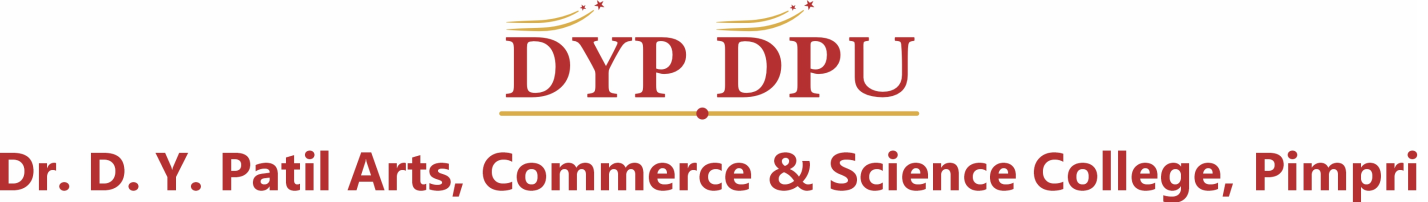 DYP DPU
Dr. D. Y. Patil Arts, Commerce & Science College, Pimpri